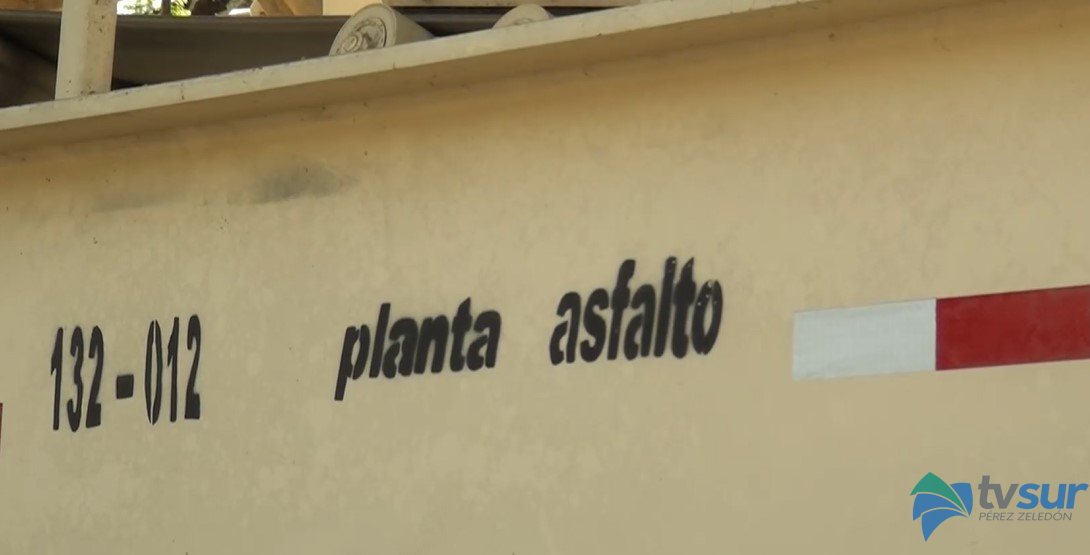 132-012 planta asfalto
tvsur
PÉREZ ZELEDÓN